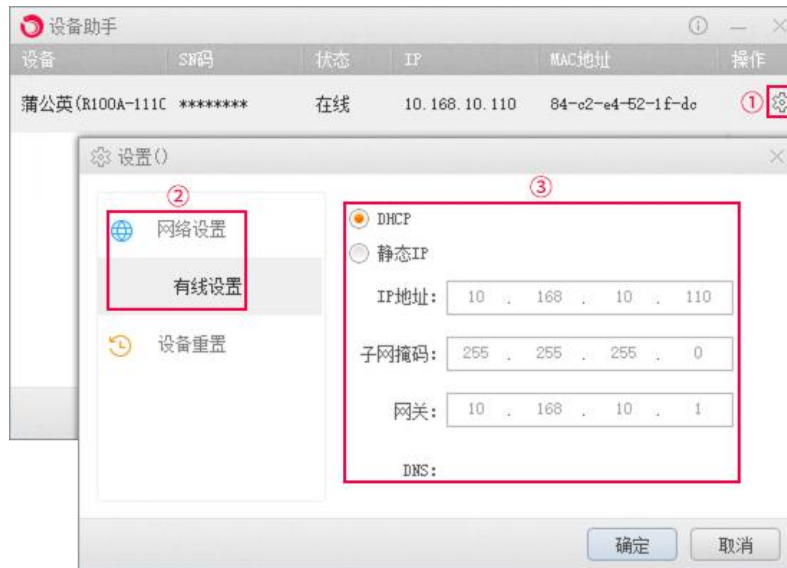 设备助手
设备 SN码 状态 IP MAC地址 操作
蒲公英(R100A-111C ******** 在线 10.168.10.110 84-c2-e4-52-1f-dc ①
设置()
②
③
网络设置
有线设置
设备重置
DHCP
静态IP
IP地址: 10 . 168 . 10 . 110
子网掩码: 255 . 255 . 255 . 0
网关: 10 . 168 . 10 . 1
DNS:
确定 取消